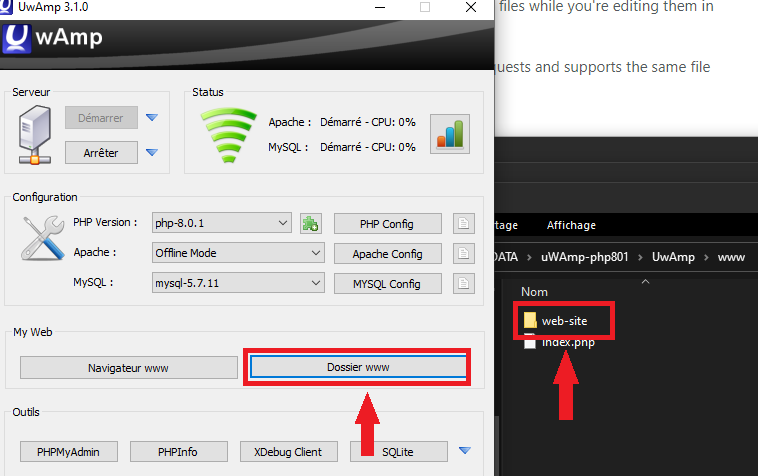 UwAmp 3.1.0
files while you're editing them in
wAmp
quests and supports the same file
Serveur
Status
Démarrer
Apache : Démarré - CPU: 0%
Arrêter
MySQL : Démarré - CPU: 0%
Configuration
PHP Version : php-8.0.1 PHP Config
Apache : Offline Mode Apache Config
MySQL : mysql-5.7.11 MYSQL Config
tage Affichage
DATA > uWAmp-php801 > UwAmp > www
Nom
web-site
index.php
My Web
Navigateur www Dossier www
Outils
PHPMyAdmin PHPInfo XDebug Client SQLite